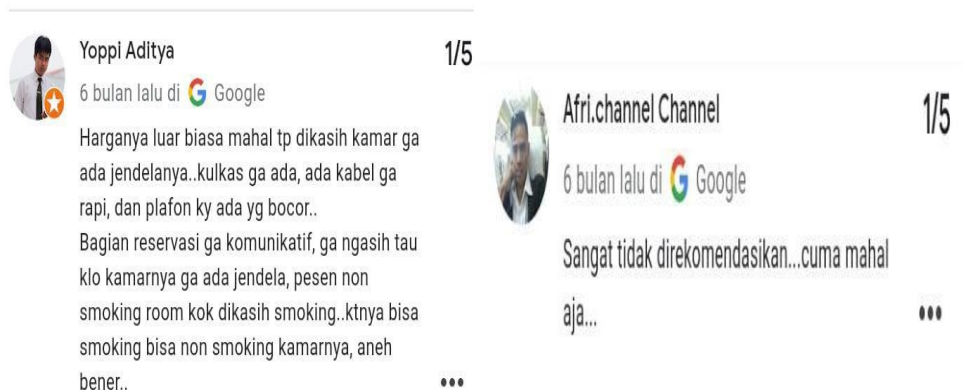 Yoppi Aditya
1/5
6 bulan lalu di Google
Harganya luar biasa mahal tp dikasih kamar ga
ada jendelanya..kulkas ga ada, ada kabel ga
rapi, dan plafon ky ada yg bocor..
Bagian reservasi ga komunikatif, ga ngasih tau
klo kamarnya ga ada jendela, pesen non
smoking room kok dikasih smoking..ktnya bisa
smoking bisa non smoking kamarnya, aneh
bener..
Afri.channel Channel
1/5
6 bulan lalu di Google
Sangat tidak direkomendasikan...cuma mahal
aja...